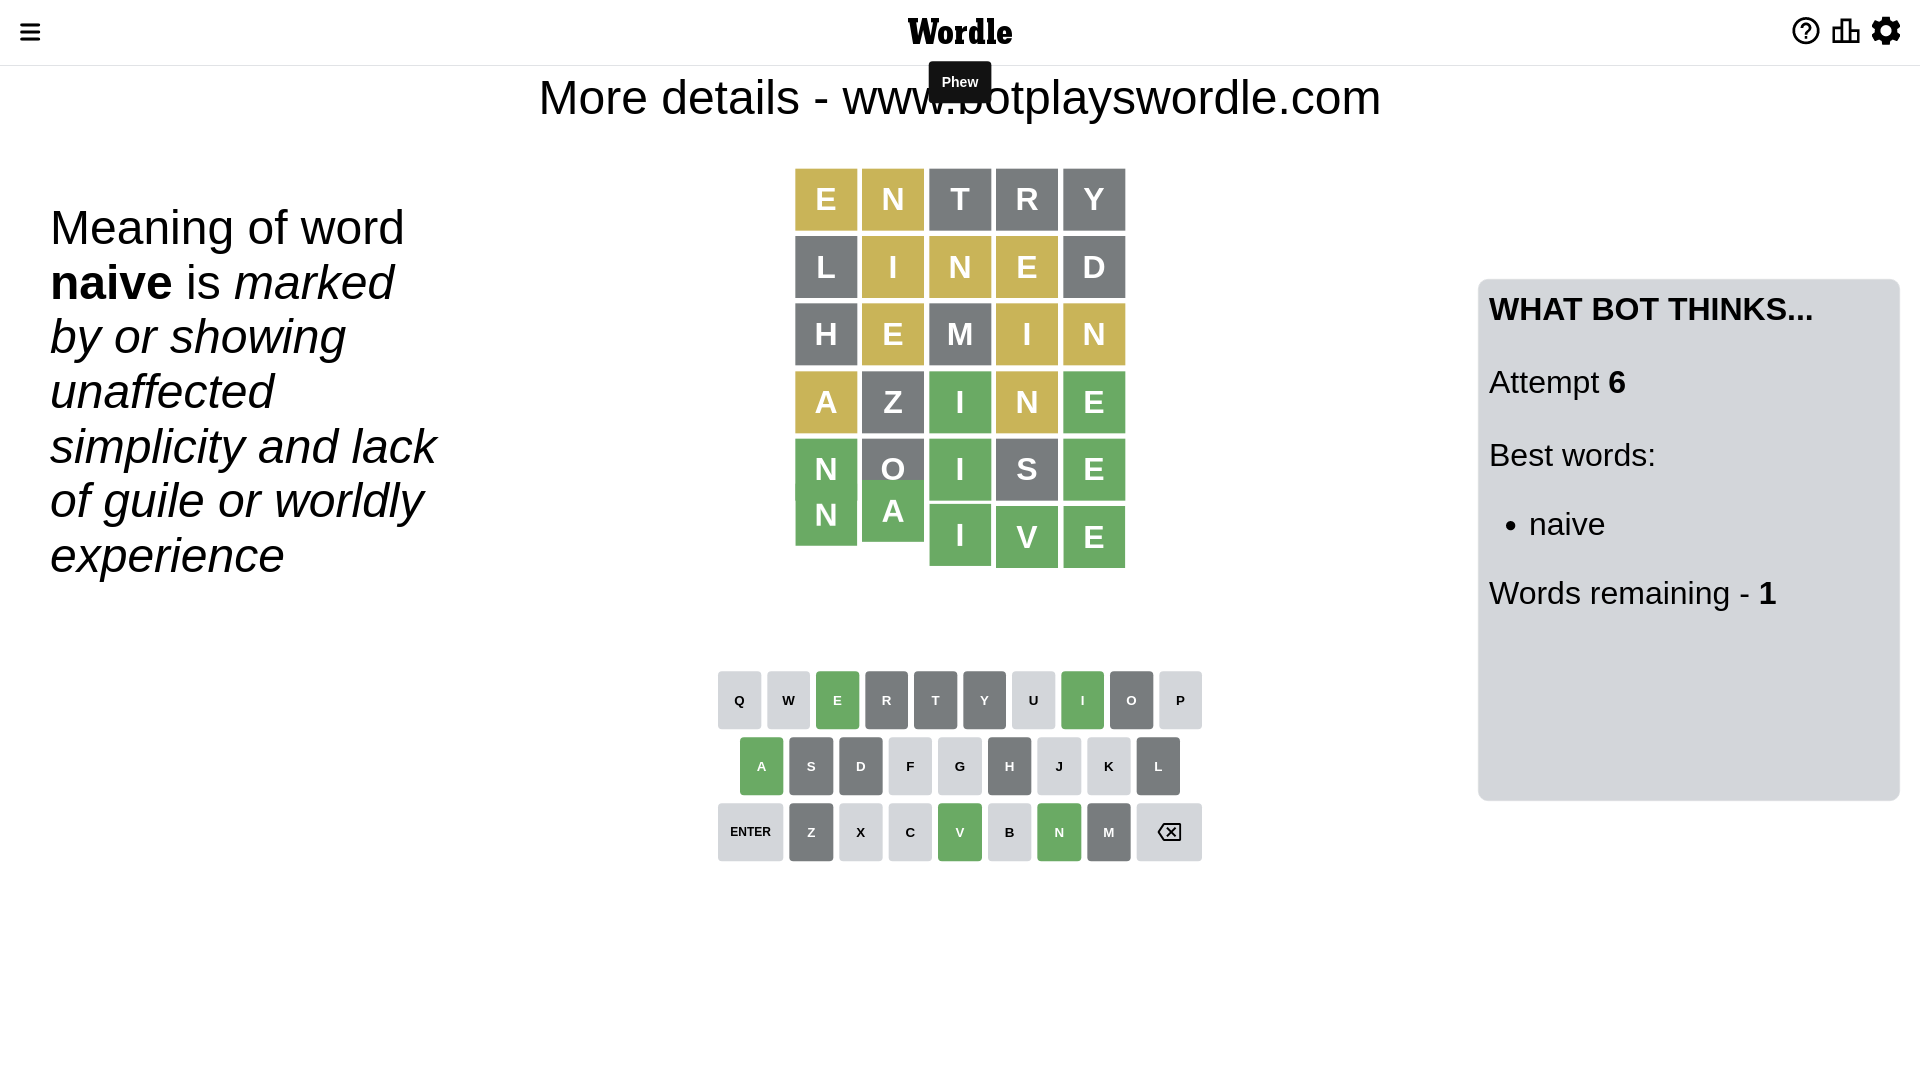 Wordle
Phew
More details - www.botplayswordle.com
Meaning of word
naive is marked
by or showing
unaffected
simplicity and lack
of guile or worldly
experience
E N T R Y
L I N E D
H E M I N
A Z I N E
N O I S E
N A I V E
WHAT BOT THINKS...
Attempt 6
Best words:
• naive
Words remaining - 1
Q W E R T Y U I O P
A S D F G H J K L
ENTER Z X C V B N M